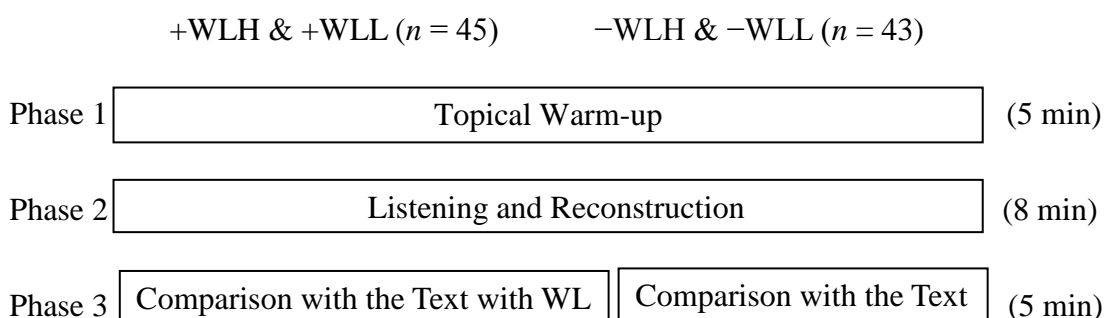 +WLH & +WLL (n = 45) −WLH & −WLL (n = 43)
Phase 1 Topical Warm-up (5 min)
Phase 2 Listening and Reconstruction (8 min)
Phase 3 Comparison with the Text with WL Comparison with the Text (5 min)